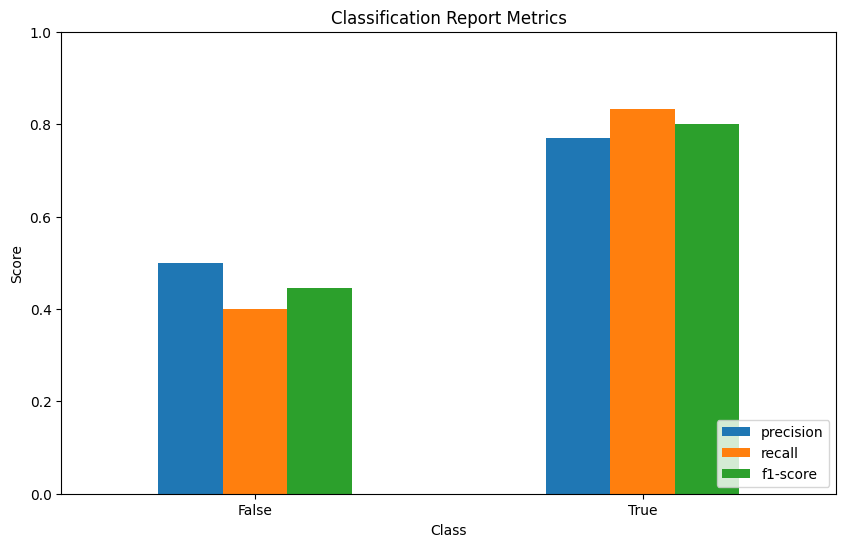 Classification Report Metrics
1.0
0.8
0.6
0.4
0.2
0.0
Score
False
True
Class
precision
recall
f1-score